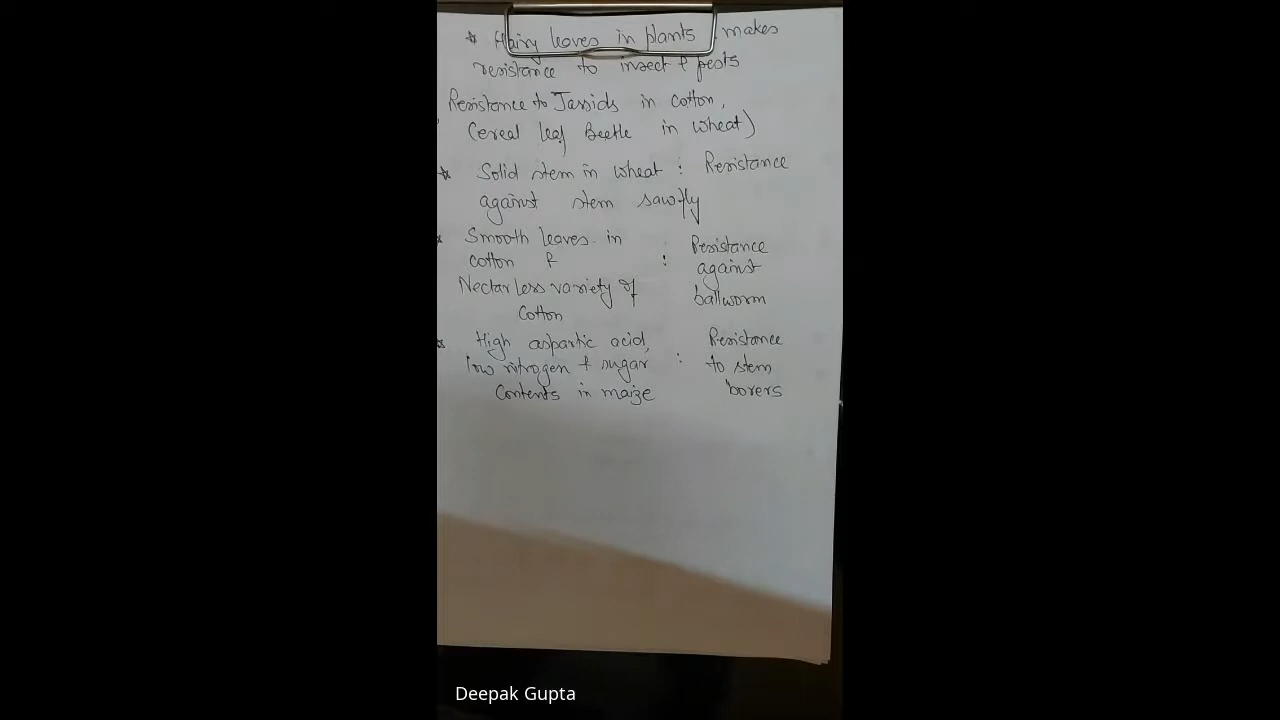 * Hairy leaves in plants makes
resistance to insect & pests
Resistance to Jassids in cotton,
Cereal leaf Beetle in wheat)
* Solid stem in wheat : Resistance
against stem sawfly
* Smooth leaves in : Resistance
cotton & against
Nectar less variety of ballworm
Cotton
* High aspartic acid, Resistance
low nitrogen & sugar : to stem
Contents in maize borers
Deepak Gupta